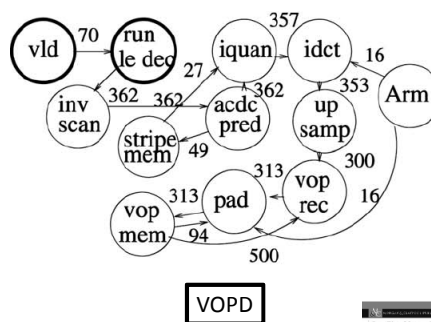 vld
70
run
le dec
inv
scan
362
362
27
stripe
mem
49
acdc
pred
362
iquan
357
idct
16
353
Arm
up
samp
300
vop
rec
16
313
pad
313
vop
mem
94
500
VOPD